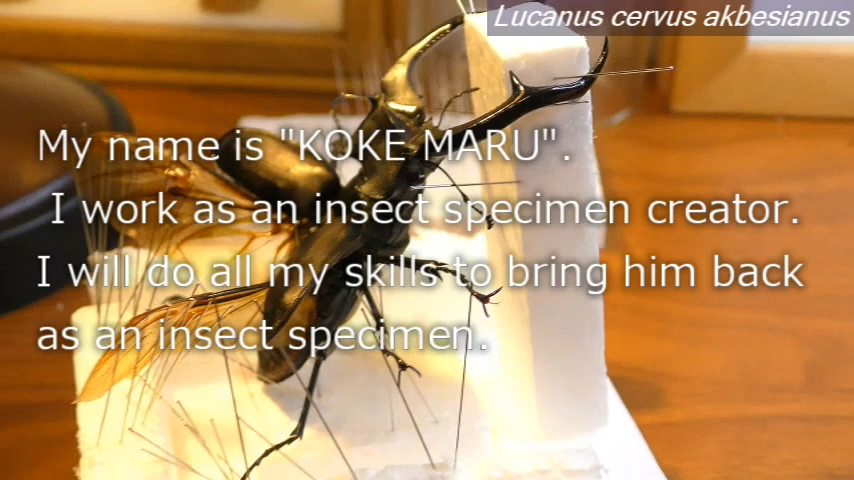 Lucanus cervus akbesianus
My name is "KOKE MARU".
I work as an insect specimen creator.
I will do all my skills to bring him back
as an insect specimen.